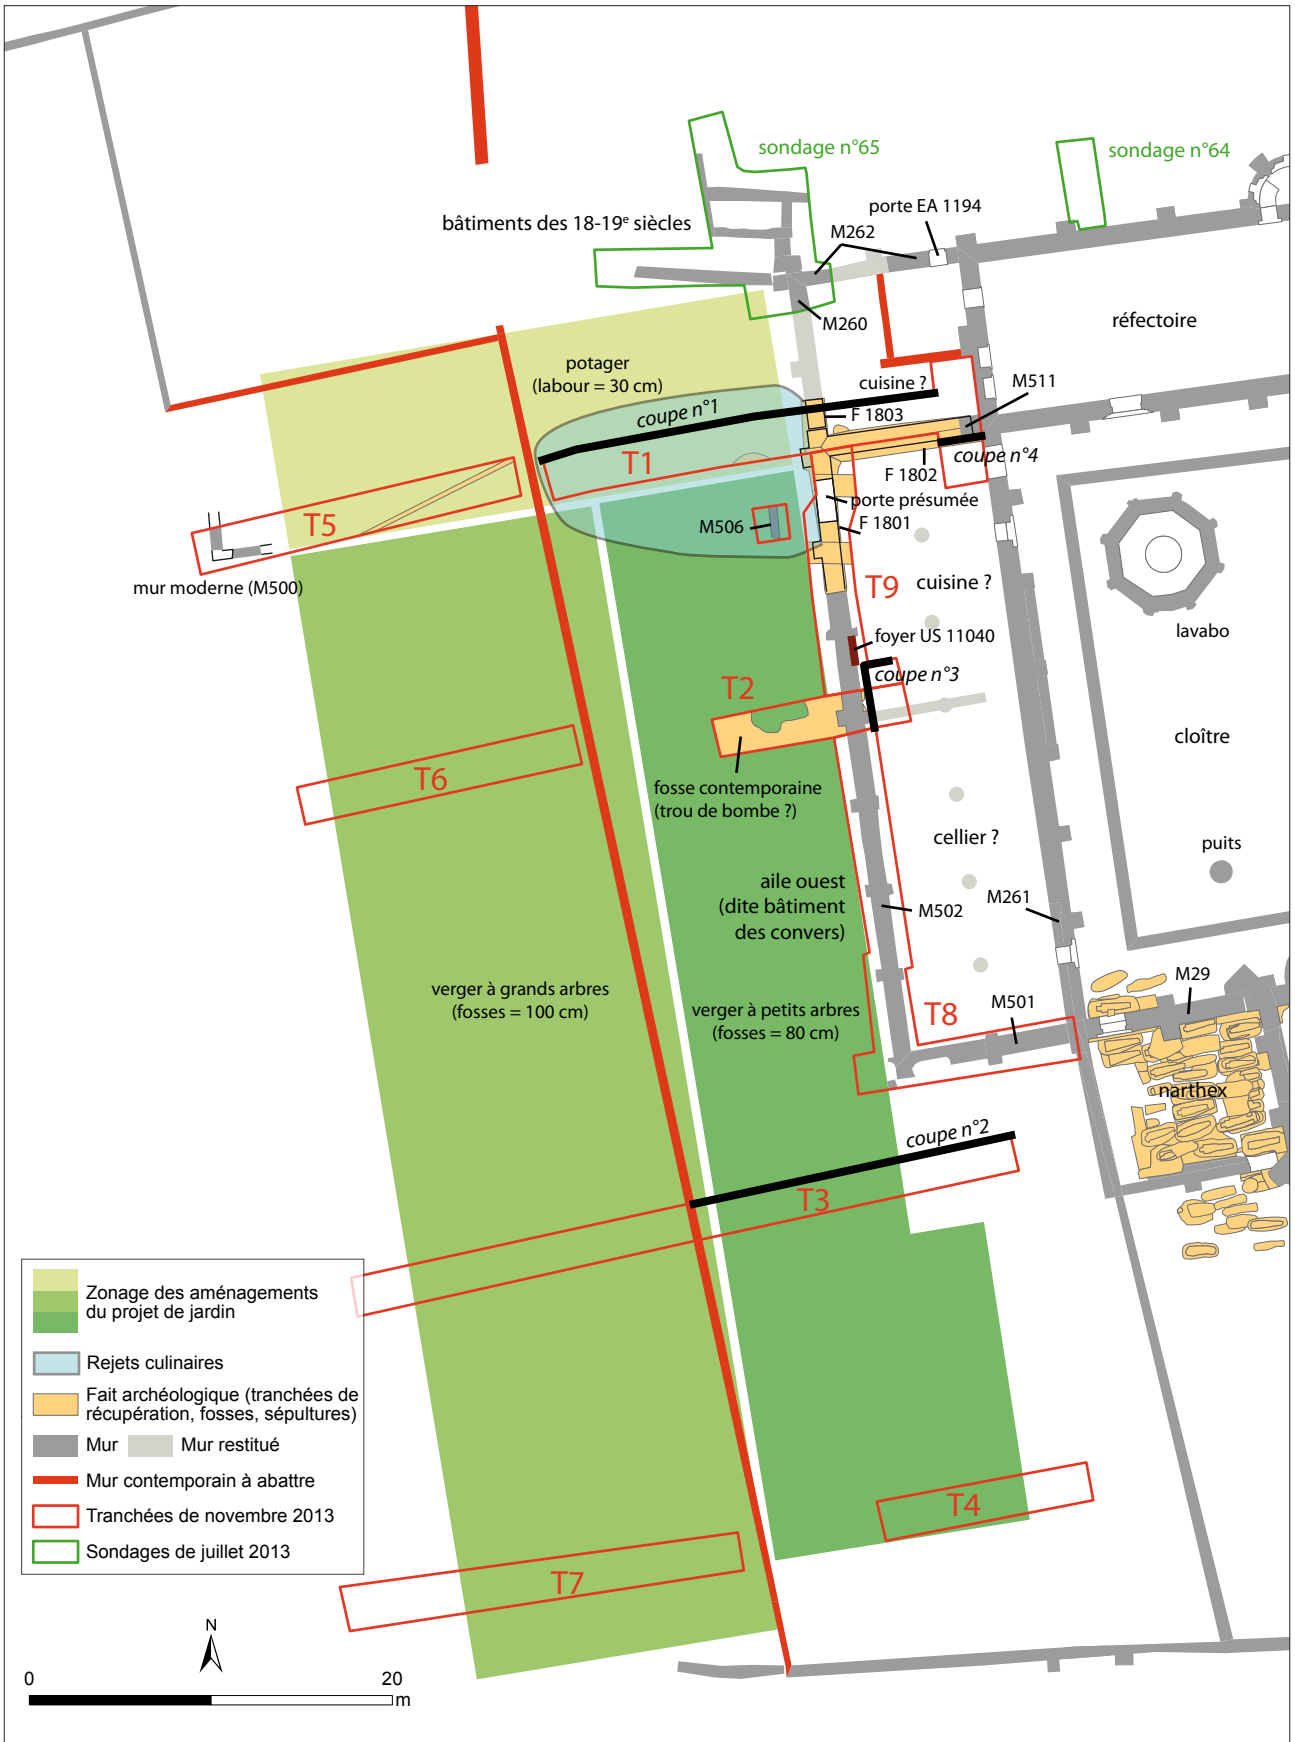 sondage n°65
sondage n°64
porte EA 1194
bâtiments des 18-19e siècles
M262
M260
réfectoire
potager
(labour = 30 cm)
cuisine ?
M511
coupe n°1
F 1803
T1
coupe n°4
F 1802
T5
porte présumée
M506
F 1801
mur moderne (M500)
T9
cuisine ?
lavabo
foyer US 11040
coupe n°3
T2
cloître
T6
fosse contemporaine
(trou de bombe ?)
cellier ?
puits
aile ouest
(dite bâtiment
des convers)
M502
M261
M29
verger à grands arbres
(fosses = 100 cm)
verger à petits arbres
(fosses = 80 cm)
M501
T8
narthex
coupe n°2
T3
Zonage des aménagements
du projet de jardin
Rejets culinaires
Fait archéologique (tranchées de
récupération, fosses, sépultures)
Mur
Mur restitué
Mur contemporain à abattre
Tranchées de novembre 2013
Sondages de juillet 2013
T4
T7
N
0
20
m